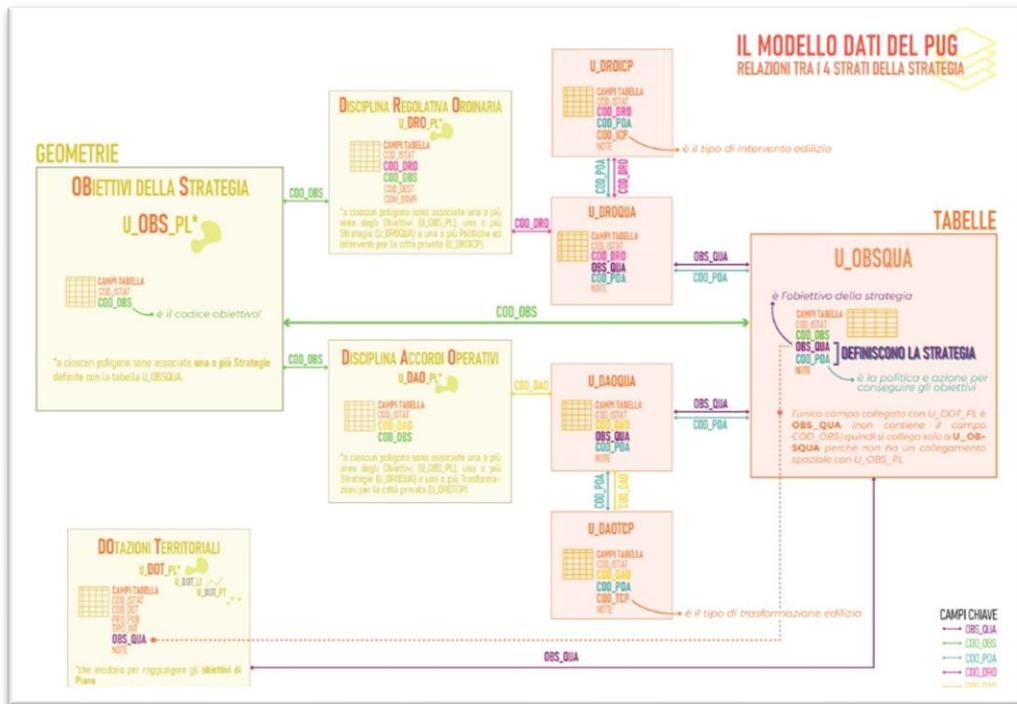 IL MODELLO DATI DEL PUG
RELAZIONI TRA I 4 STRATI DELLA STRATEGIA
GEOMETRIE
OBIETTIVI DELLA STRATEGIA
U_OBS_PL*
CAMPI TABELLA
COD_ISTAT
COD_OBS
è il codice obiettivo!
*a ciascun poligono sono associate una o più Strategie
definite con la tabella U_OBSQUA.
COD_OBS
DISCIPLINA REGOLATIVA ORDINARIA
U_DRO_PL*
CAMPI TABELLA
COD_ISTAT
COD_DRO
COD_OBS
COD_DEST
COM_SOVR
*a ciascun poligono sono associate una o più
aree degli Obiettivi (U_OBS_PL), una o più
Strategie (U_DROQUA) e una o più Politiche ed
Interventi per la città privata (U_DROICP).
COD_DRO
U_DROICP
CAMPI TABELLA
COD_ISTAT
COD_DRO
COD_POA
COD_ICP
NOTE
è il tipo di intervento edilizio
COD_POA
COD_DRO
U_DROQUA
CAMPI TABELLA
COD_ISTAT
COD_DRO
OBS_QUA
COD_POA
NOTE
OBS_QUA
COD_POA
COD_OBS
TABELLE
U_OBSQUA
è l'obiettivo della strategia
CAMPI TABELLA
COD_ISTAT
COD_OBS
OBS_QUA
COD_POA
NOTE
DEFINISCONO LA STRATEGIA
è la politica e azione per
conseguire gli obiettivi
l'unico campo collegato con U_DOT_PL è
OBS_QUA (non contiene il campo
COD_OBS) quindi si collega solo a U_OB-
SQUA perchè non ha un collegamento
spaziale con U_OBS_PL
COD_OBS
DISCIPLINA ACCORDI OPERATIVI
U_DAO_PL*
CAMPI TABELLA
COD_ISTAT
COD_DAO
COD_OBS
*a ciascun poligono sono associate una o più
aree degli Obiettivi (U_OBS_PL), una o più
Strategie (U_DROQUA) e una o più Trasforma-
zioni per la città privata (U_DROTCP).
COD_DAO
U_DAOQUA
CAMPI TABELLA
COD_ISTAT
COD_DAO
OBS_QUA
COD_POA
NOTE
OBS_QUA
COD_POA
COD_POA
COD_DAO
U_DAOTCP
CAMPI TABELLA
COD_ISTAT
COD_DAO
COD_POA
COD_TCP
NOTE
è il tipo di trasformazione edilizia
DOTAZIONI TERRITORIALI
U_DOT_PL*
U_DOT_LI
U_DOT_PT
CAMPI TABELLA
COD_ISTAT
COD_DOT
PRO_PUB
TIPO_INT
OBS_QUA
NOTE
*che incidono per raggiungere gli obiettivi di
Piano
OBS_QUA
CAMPI CHIAVE
OBS_QUA
COD_OBS
COD_POA
COD_DRO
COD_DAO